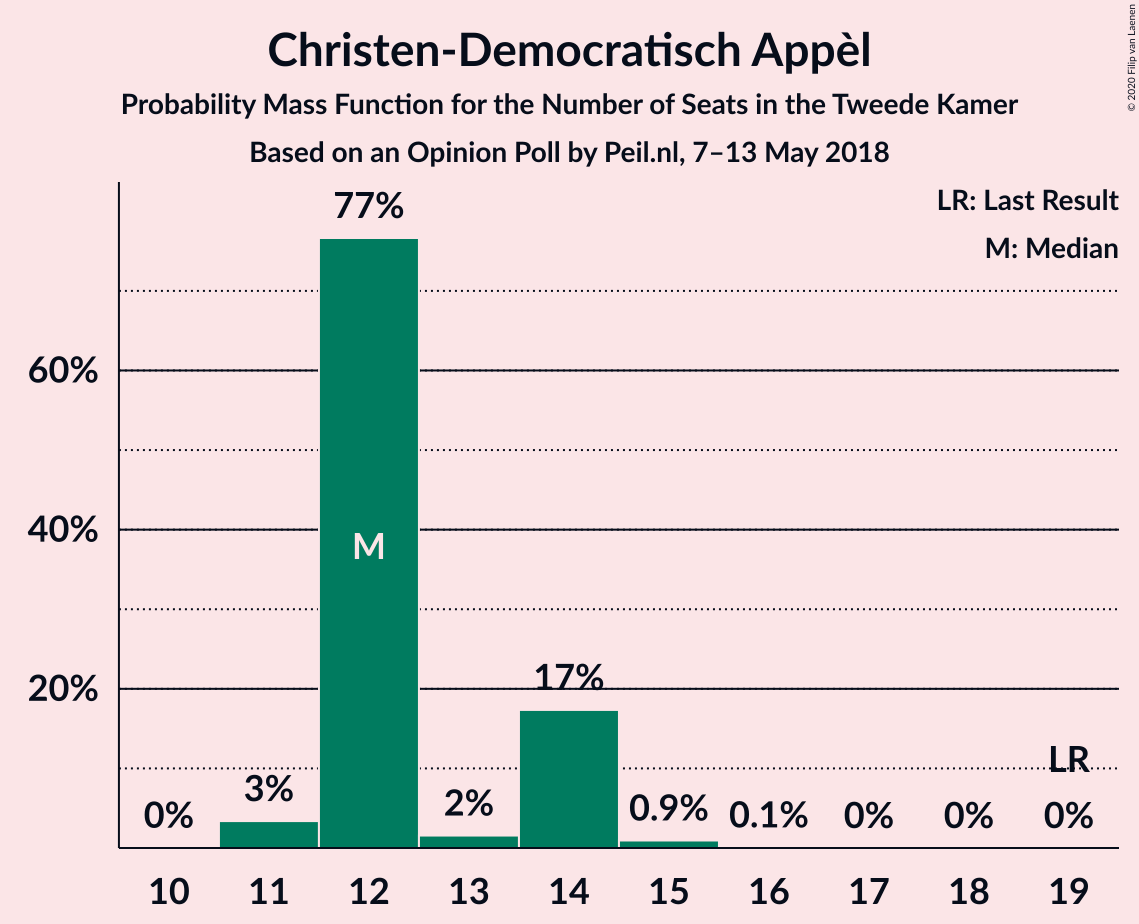 Christen-Democratisch Appèl
Probability Mass Function for the Number of Seats in the Tweede Kamer
Based on an Opinion Poll by Peil.nl, 7–13 May 2018
© 2020 Filip van Laenen
LR: Last Result
M: Median
77%
60%
40%
M
20%
17%
LR
0%
3%
2%
0.9%
0.1%
0%
0%
0%
10 11 12 13 14 15 16 17 18 19